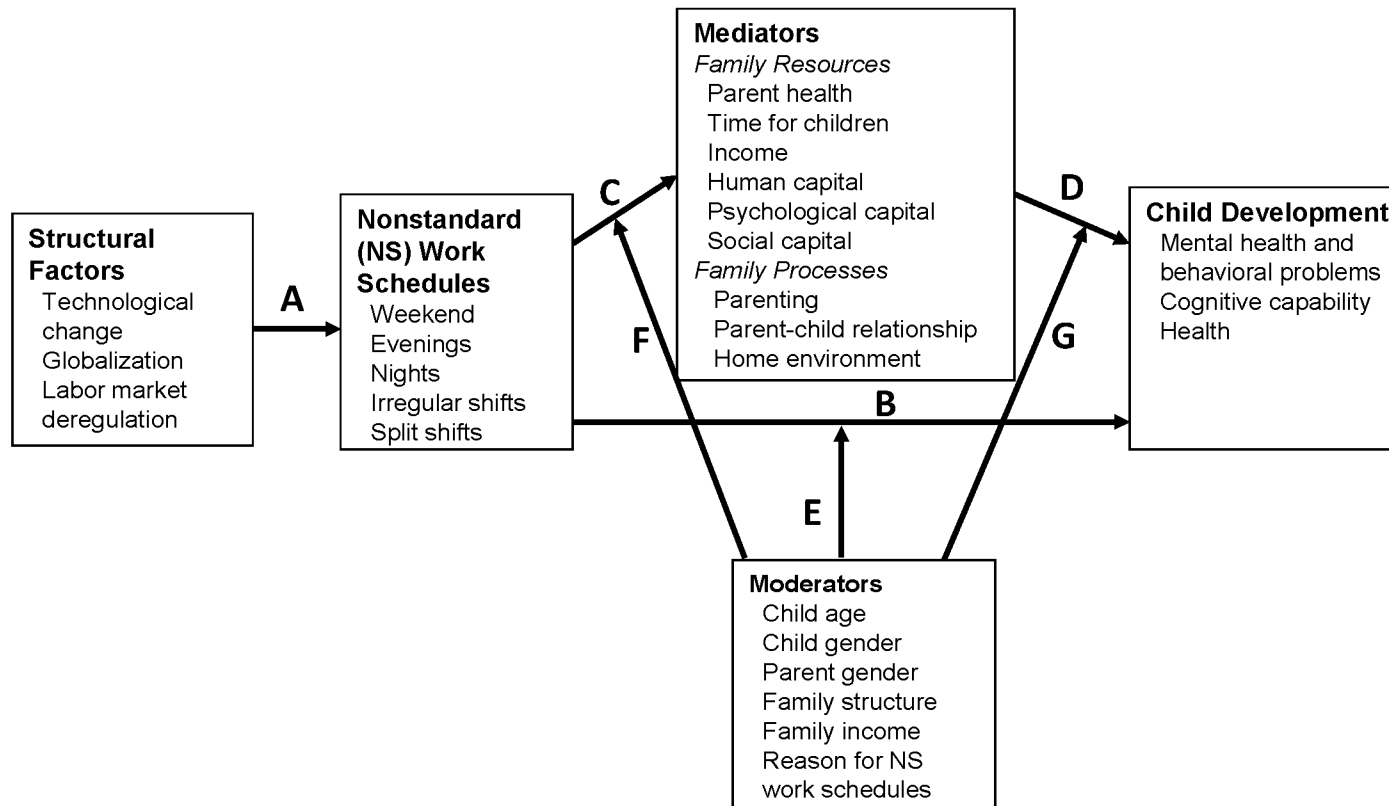 Structural
Factors
Technological
change
Globalization
Labor market
deregulation
A
Nonstandard
(NS) Work
Schedules
Weekend
Evenings
Nights
Irregular shifts
Split shifts
C
F
Mediators
Family Resources
Parent health
Time for children
Income
Human capital
Psychological capital
Social capital
Family Processes
Parenting
Parent-child relationship
Home environment
D
G
B
E
Child Development
Mental health and
behavioral problems
Cognitive capability
Health
Moderators
Child age
Child gender
Parent gender
Family structure
Family income
Reason for NS
work schedules